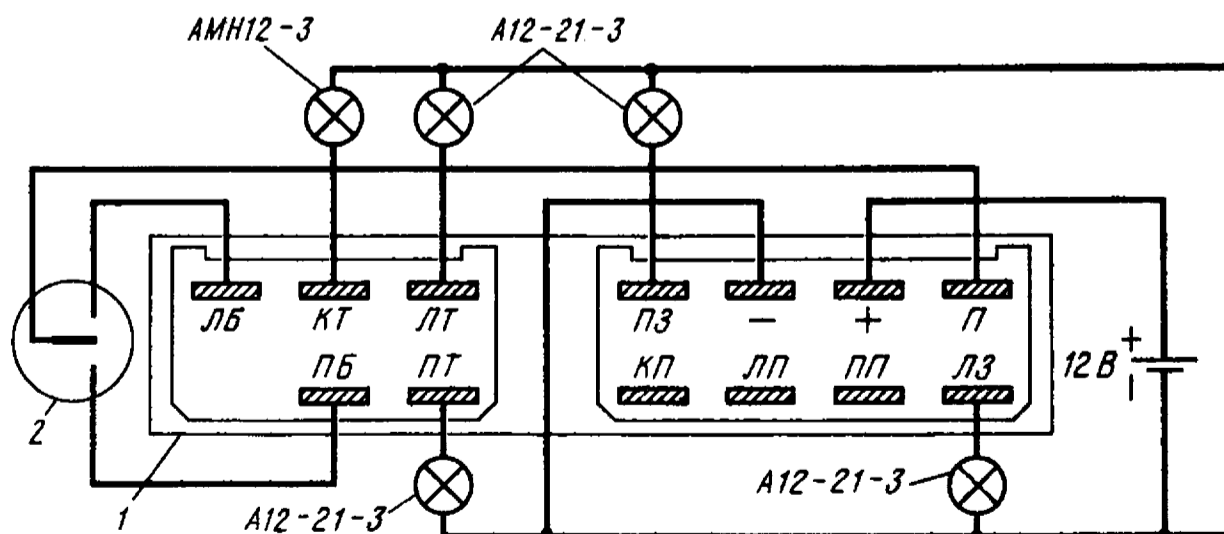 АМН12-3
А12-21-3
ЛБ
КТ
ЛТ
ПЗ
−
+
П
ПБ
ПТ
КП
ЛП
ПП
ЛЗ
12 В
+
−
2
1
А12-21-3
А12-21-3